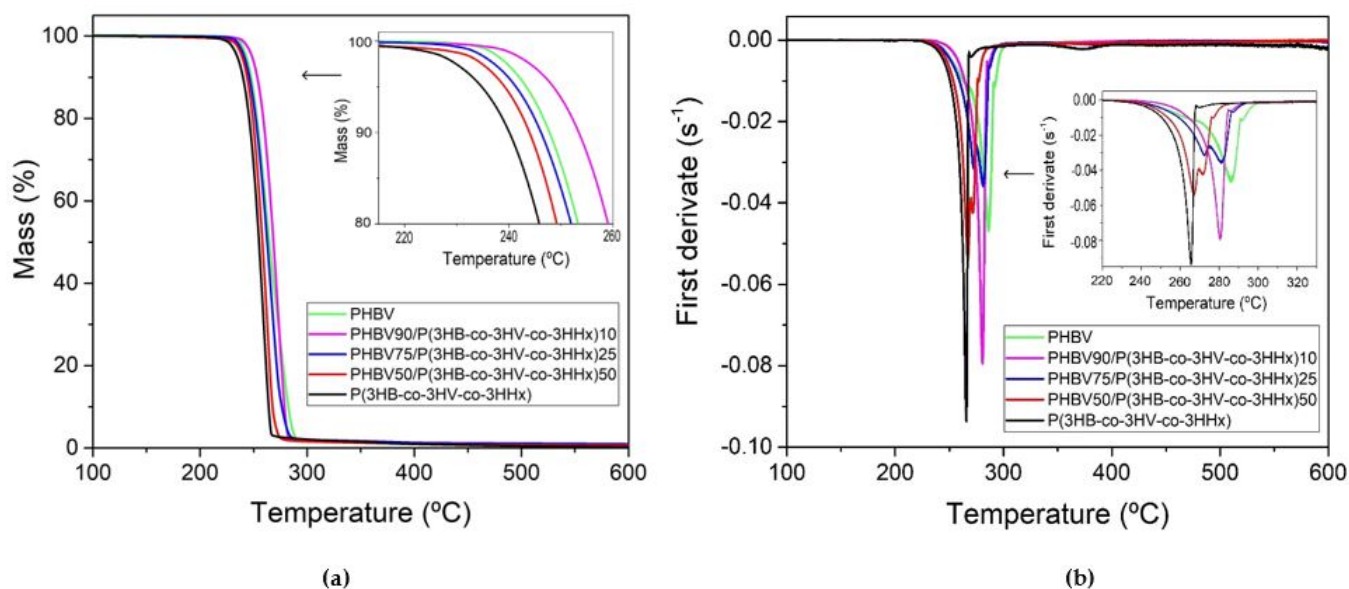 100
80
60
40
20
0
Mass (%)
100
90
80
Mass (%)
220
240
260
Temperature (ºC)
PHBV
PHBV90/P(3HB-co-3HV-co-3HHx)10
PHBV75/P(3HB-co-3HV-co-3HHx)25
PHBV50/P(3HB-co-3HV-co-3HHx)50
P(3HB-co-3HV-co-3HHx)
100
200
300
400
500
600
Temperature (ºC)
(a)
0.00
-0.02
-0.04
-0.06
-0.08
-0.10
First derivate (s⁻¹)
0.00
-0.02
-0.04
-0.06
-0.08
First derivate (s⁻¹)
220
240
260
280
300
320
Temperature (ºC)
PHBV
PHBV90/P(3HB-co-3HV-co-3HHx)10
PHBV75/P(3HB-co-3HV-co-3HHx)25
PHBV50/P(3HB-co-3HV-co-3HHx)50
P(3HB-co-3HV-co-3HHx)
100
200
300
400
500
600
Temperature (ºC)
(b)